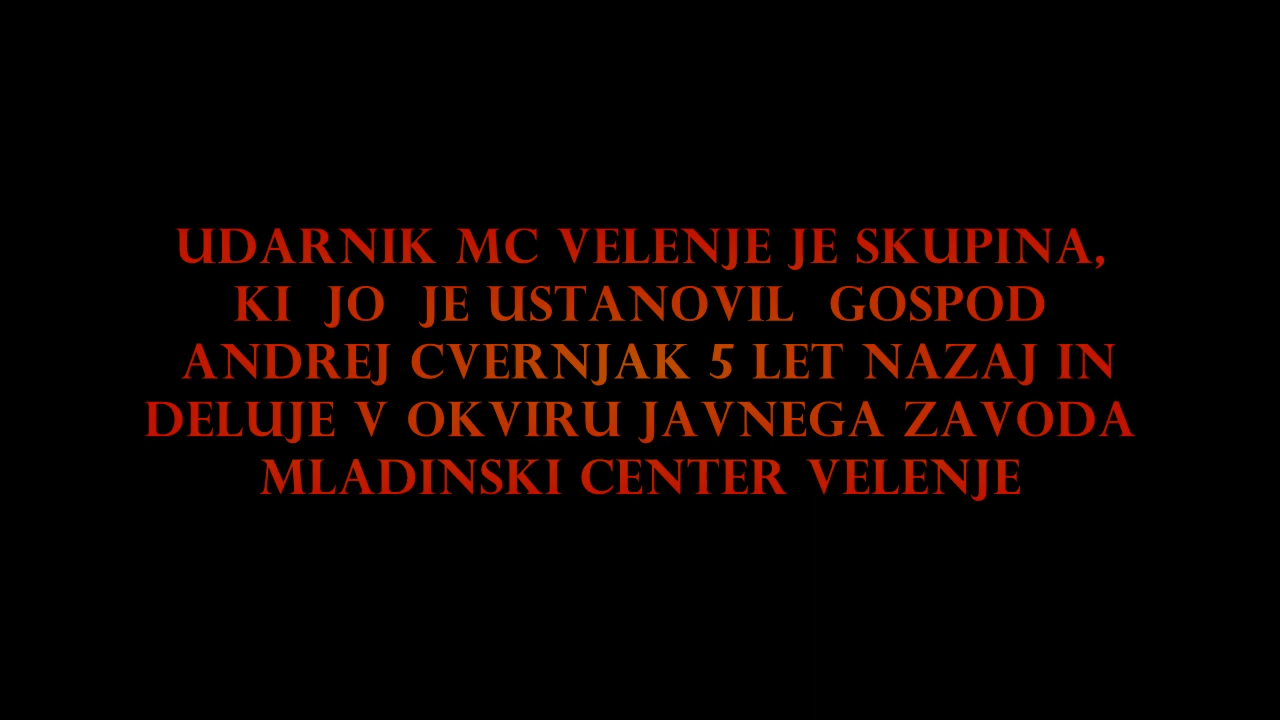 UDARNIK MC VELENJE JE SKUPINA,
KI JO JE USTANOVIL GOSPOD
ANDREJ CVERNJAK 5 LET NAZAJ IN
DELUJE V OKVIRU JAVNEGA ZAVODA
MLADINSKI CENTER VELENJE